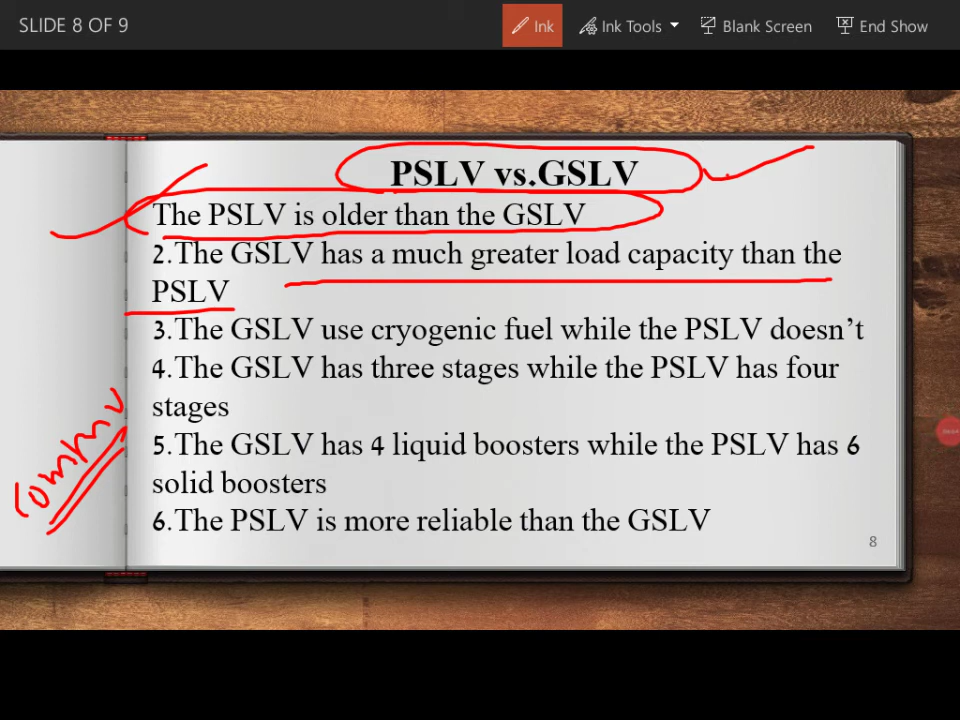 SLIDE 8 OF 9
Ink
Ink Tools
Blank Screen
End Show
PSLV vs.GSLV
The PSLV is older than the GSLV
2.The GSLV has a much greater load capacity than the
PSLV
3.The GSLV use cryogenic fuel while the PSLV doesn't
4.The GSLV has three stages while the PSLV has four
stages
5.The GSLV has 4 liquid boosters while the PSLV has 6
solid boosters
6.The PSLV is more reliable than the GSLV
8